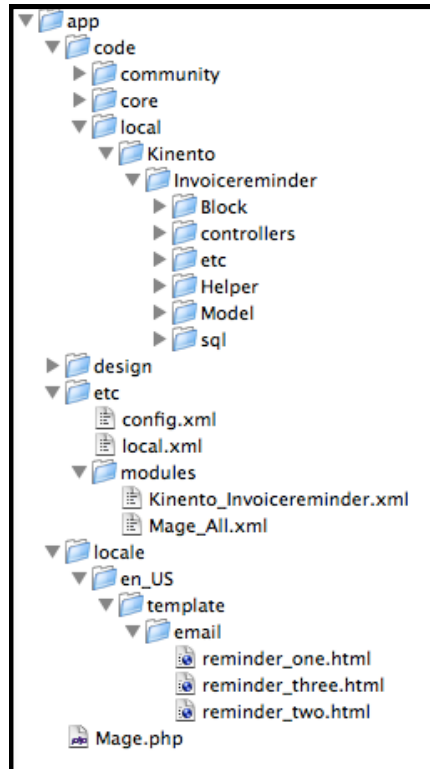 app
code
community
core
local
Kinento
Invoicereminder
Block
controllers
etc
Helper
Model
sql
design
etc
config.xml
local.xml
modules
Kinento_Invoicereminder.xml
Mage_All.xml
locale
en_US
template
email
reminder_one.html
reminder_three.html
reminder_two.html
Mage.php